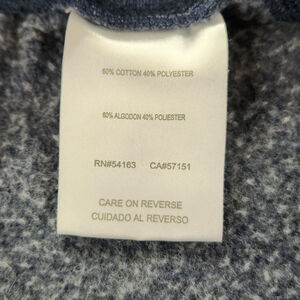 60% COTTON 40% POLYESTER
60% ALGODON 40% POLIESTER
RN#54163 CA#57151
CARE ON REVERSE
CUIDADO AL REVERSO